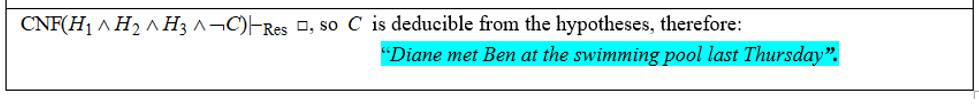 CNF(H₁ ∧ H₂ ∧ H₃ ∧ ¬C)⊢Res □, so C is deducible from the hypotheses, therefore:
“Diane met Ben at the swimming pool last Thursday”.